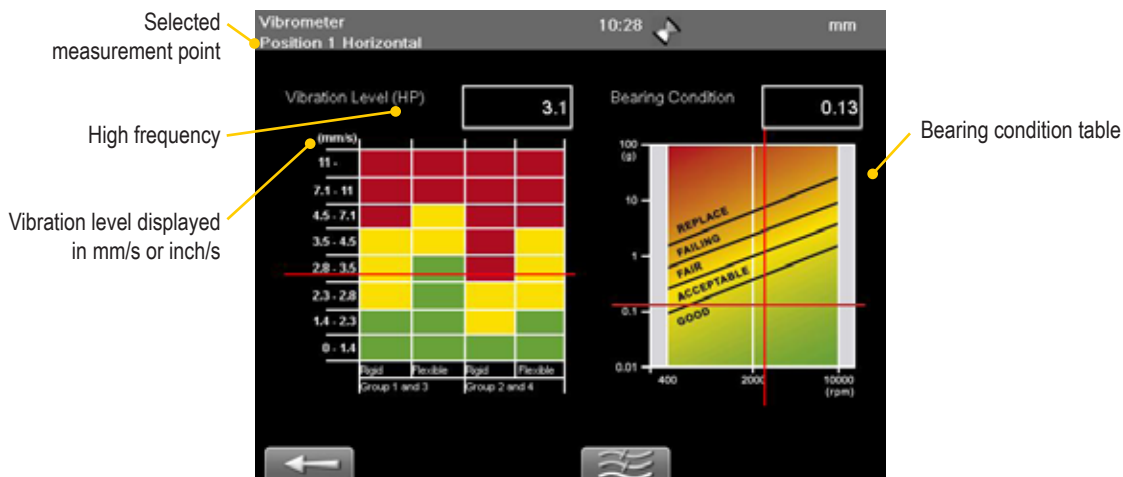 Selected
measurement point
High frequency
Vibration level displayed
in mm/s or inch/s
Vibrometer
Position 1 Horizontal
10:28
mm
Vibration Level (HP)
3.1
(mm/s)
11 -
7.1 - 11
4.5 - 7.1
3.5 - 4.5
2.8 - 3.5
2.3 - 2.8
1.4 - 2.3
0 - 1.4
Rigid Flexible Rigid Flexible
Group 1 and 3 Group 2 and 4
Bearing Condition
0.13
100
(g)
10
1
0.1
0.01
REPLACE
FAILING
FAIR
ACCEPTABLE
GOOD
400 2000 10000
(rpm)
Bearing condition table